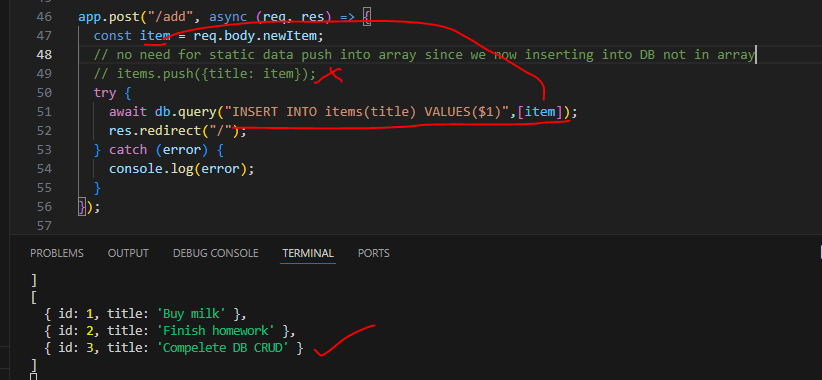 46 app.post("/add", async (req, res) => {
47 const item = req.body.newItem;
48 // no need for static data push into array since we now inserting into DB not in array
49 // items.push({title: item});
50 try {
51 await db.query("INSERT INTO items(title) VALUES($1)",[item]);
52 res.redirect("/");
53 } catch (error) {
54 console.log(error);
55 }
56 });
57
PROBLEMS OUTPUT DEBUG CONSOLE TERMINAL PORTS
]
[
{ id: 1, title: 'Buy milk' },
{ id: 2, title: 'Finish homework' },
{ id: 3, title: 'Compelete DB CRUD' }
]